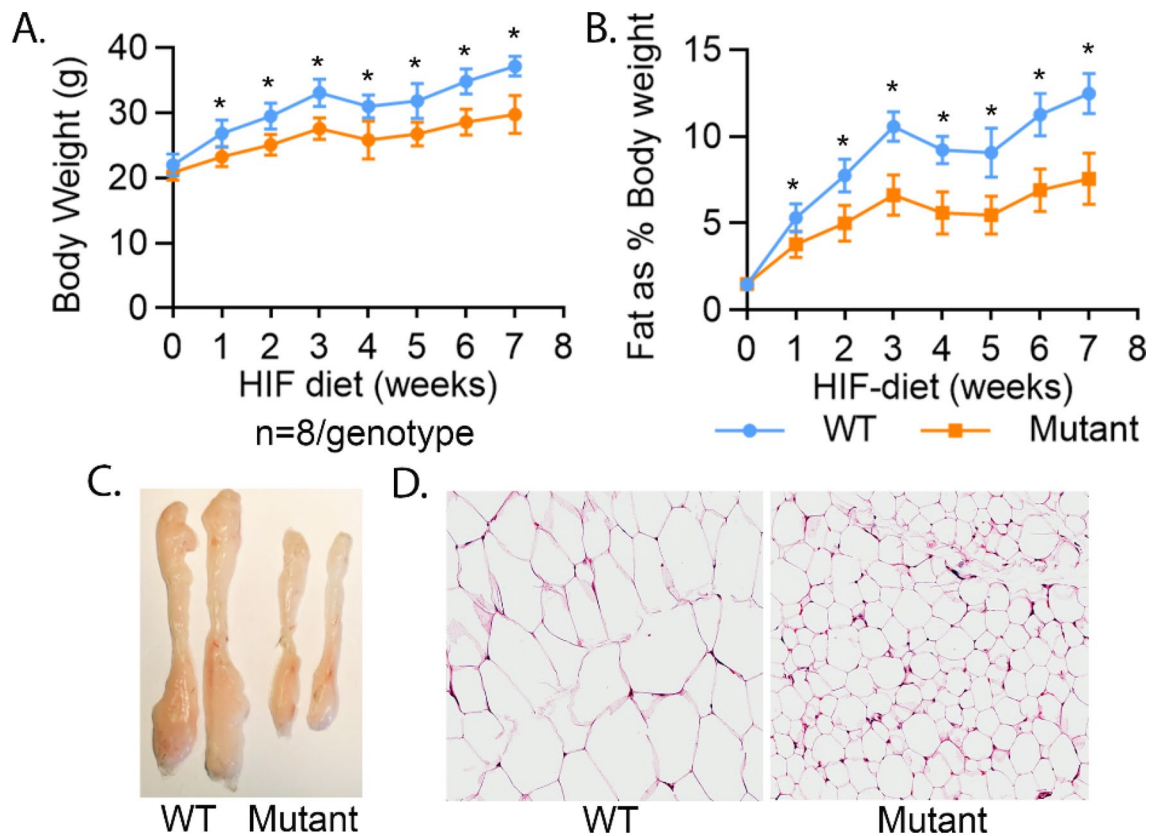 A.
Body Weight (g)
40
30
20
10
0
* * * * * * *
0 1 2 3 4 5 6 7 8
HIF diet (weeks)
n=8/genotype
B.
Fat as % Body weight
15
10
5
0
* * * * * * *
0 1 2 3 4 5 6 7 8
HIF-diet (weeks)
WT Mutant
C.
WT Mutant
D.
WT Mutant